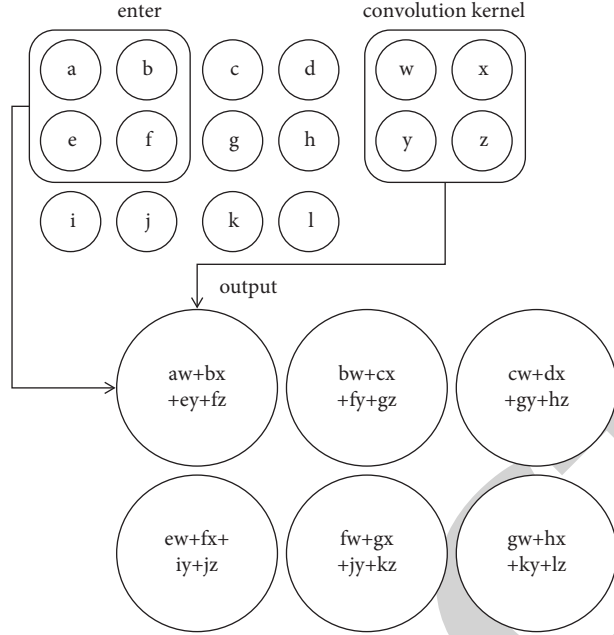 enter
convolution kernel
a b c d w x
e f g h y z
i j k l
output
aw+bx
+ey+fz
bw+cx
+fy+gz
cw+dx
+gy+hz
ew+fx+
iy+jz
fw+gx
+jy+kz
gw+hx
+ky+lz